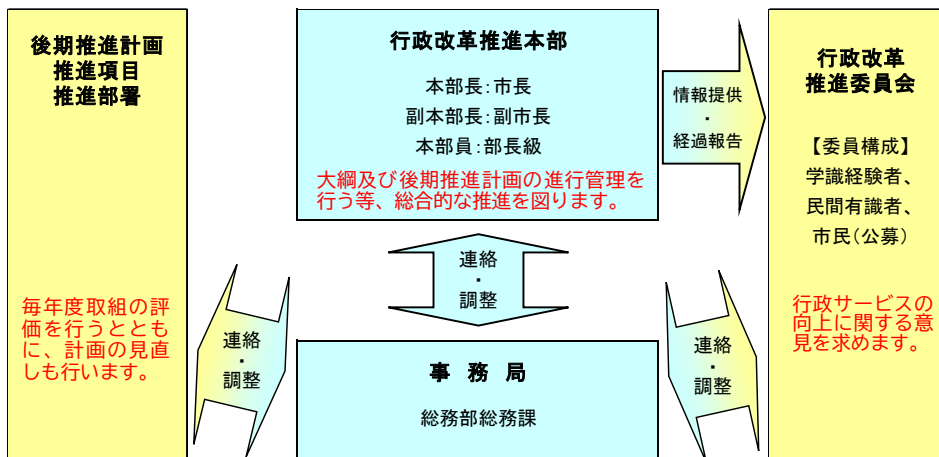 後期推進計画
推進項目
推進部署
毎年度取組の評
価を行うととも
に、計画の見直
しも行います。
行政改革推進本部
本部長:市長
副本部長:副市長
本部員:部長級
大綱及び後期推進計画の進行管理を
行う等、総合的な推進を図ります。
情報提供
・
経過報告
行政改革
推進委員会
【委員構成】
学識経験者、
民間有識者、
市民(公募)
行政サービスの
向上に関する意
見を求めます。
連絡
・
調整
連絡
・
調整
連絡
・
調整
事 務 局
総務部総務課